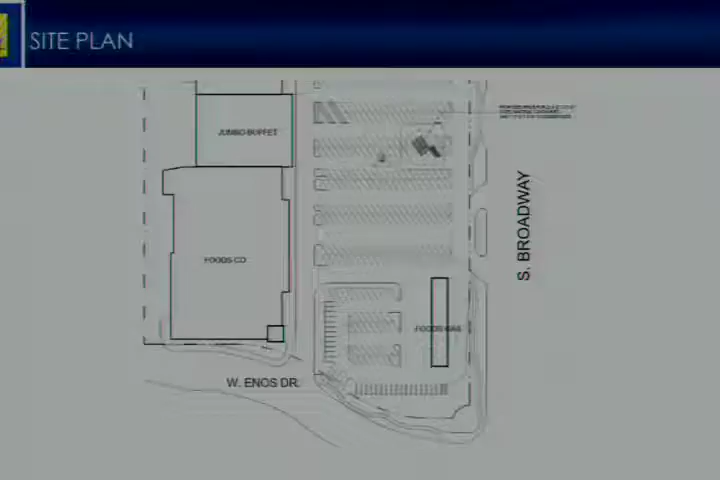 SITE PLAN
JUMBO BUFFET
S. BROADWAY
FOODS CO
FOODS GAS
W. ENOS DR.